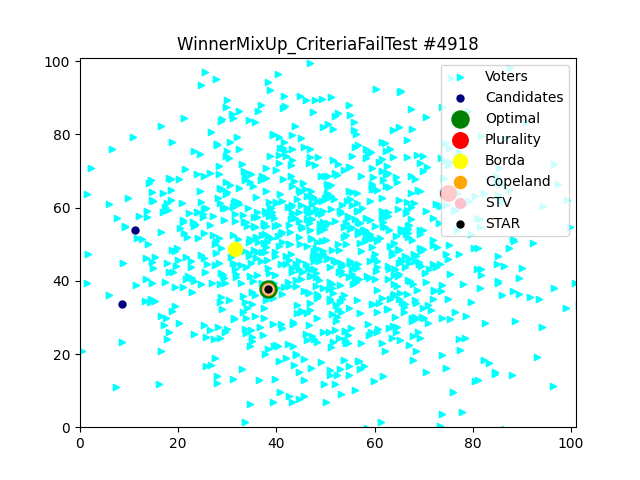 WinnerMixUp_CriteriaFailTest #4918
100
80
60
40
20
0
0 20 40 60 80 100
Voters
Candidates
Optimal
Plurality
Borda
Copeland
STV
STAR